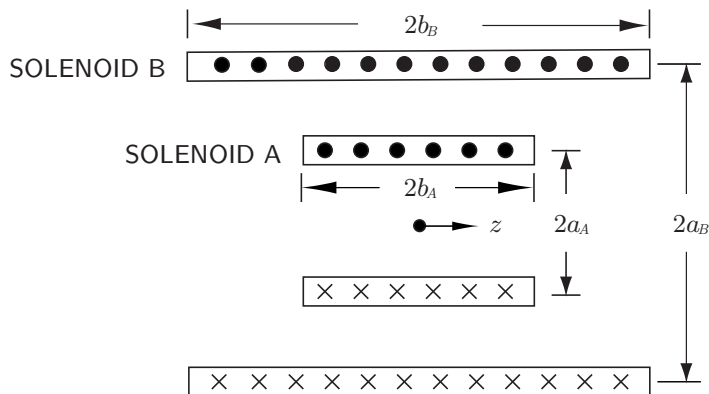 2b_B
SOLENOID B
SOLENOID A
2b_A
z
2a_A
2a_B